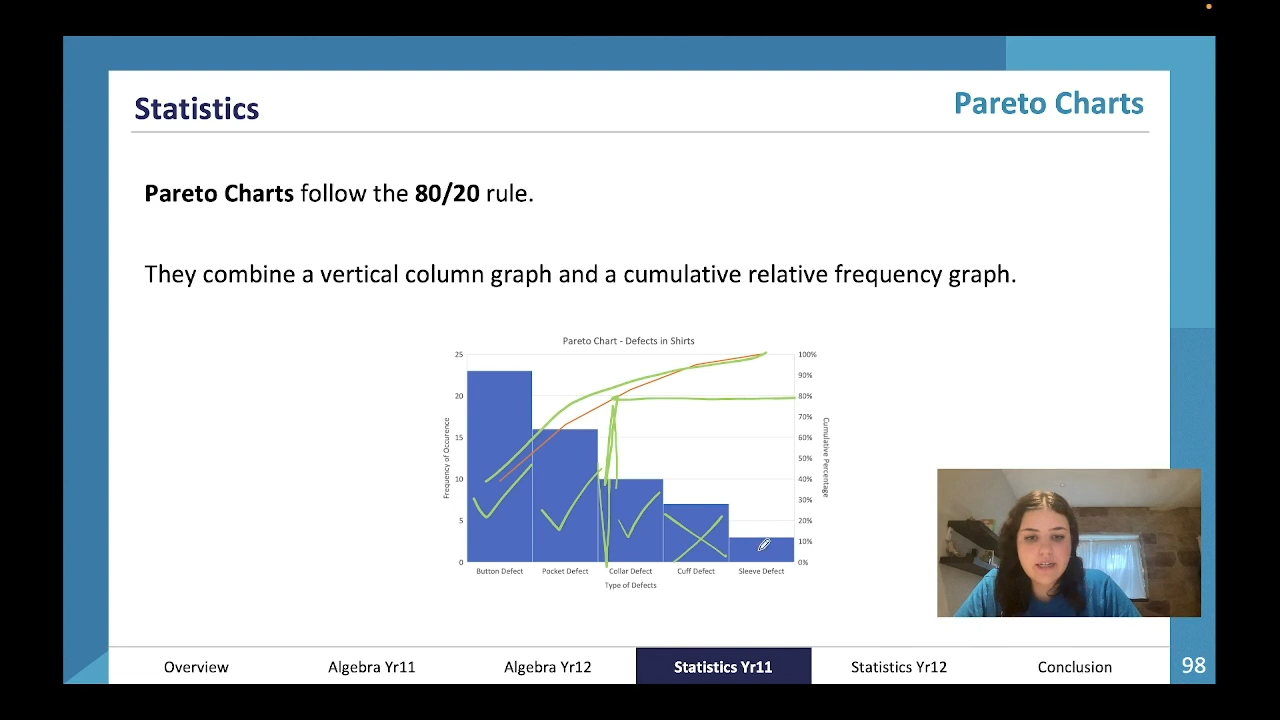 Statistics
Pareto Charts
Pareto Charts follow the 80/20 rule.
They combine a vertical column graph and a cumulative relative frequency graph.
Pareto Chart - Defects in Shirts
25
20
15
10
5
0
Frequency of Occurence
100%
90%
80%
70%
60%
50%
40%
30%
20%
10%
0%
Cumulative Percentage
Button Defect Pocket Defect Collar Defect Cuff Defect Sleeve Defect
Type of Defects
Overview Algebra Yr11 Algebra Yr12 Statistics Yr11 Statistics Yr12 Conclusion
98